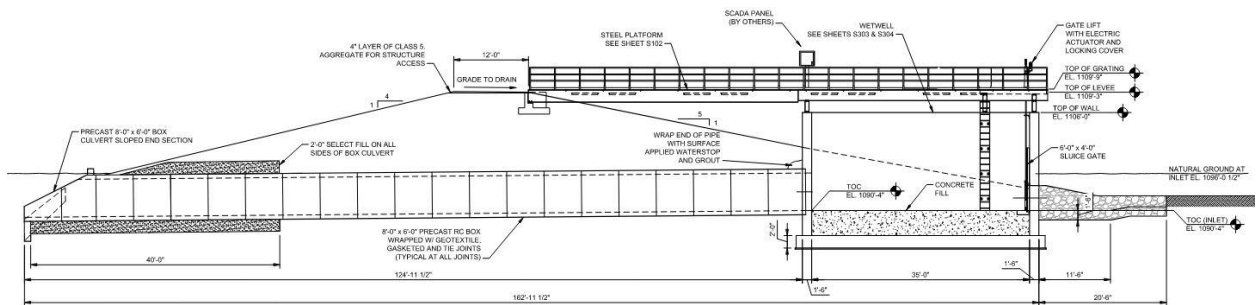 SCADA PANEL
(BY OTHERS)
WETWELL
SEE SHEETS S303 & S304
GATE LIFT
WITH ELECTRIC
ACTUATOR AND
LOCKING COVER
4" LAYER OF CLASS 5.
AGGREGATE FOR STRUCTURE
ACCESS
12'-0"
STEEL PLATFORM
SEE SHEET S102
GRADE TO DRAIN
TOP OF GRATING
EL. 1109'-9"
TOP OF LEVEE
EL. 1109'-3"
TOP OF WALL
EL. 1106'-0"
4
1
5
1
PRECAST 8'-0" x 6'-0" BOX
CULVERT SLOPED END SECTION
2'-0" SELECT FILL ON ALL
SIDES OF BOX CULVERT
WRAP END OF PIPE
WITH SURFACE
APPLIED WATERSTOP
AND GROUT
6'-0" x 4'-0"
SLUICE GATE
NATURAL GROUND AT
INLET EL. 1096'-0 1/2"
TOC
EL. 1090'-4"
CONCRETE
FILL
1'-6"
TOC (INLET)
EL. 1090'-4"
8'-0" x 6'-0" PRECAST RC BOX
WRAPPED W/ GEOTEXTILE,
GASKETED AND TIE JOINTS
(TYPICAL AT ALL JOINTS)
2'-0"
40'-0"
124'-11 1/2"
1'-6"
35'-0"
1'-6"
11'-6"
162'-11 1/2"
20'-6"